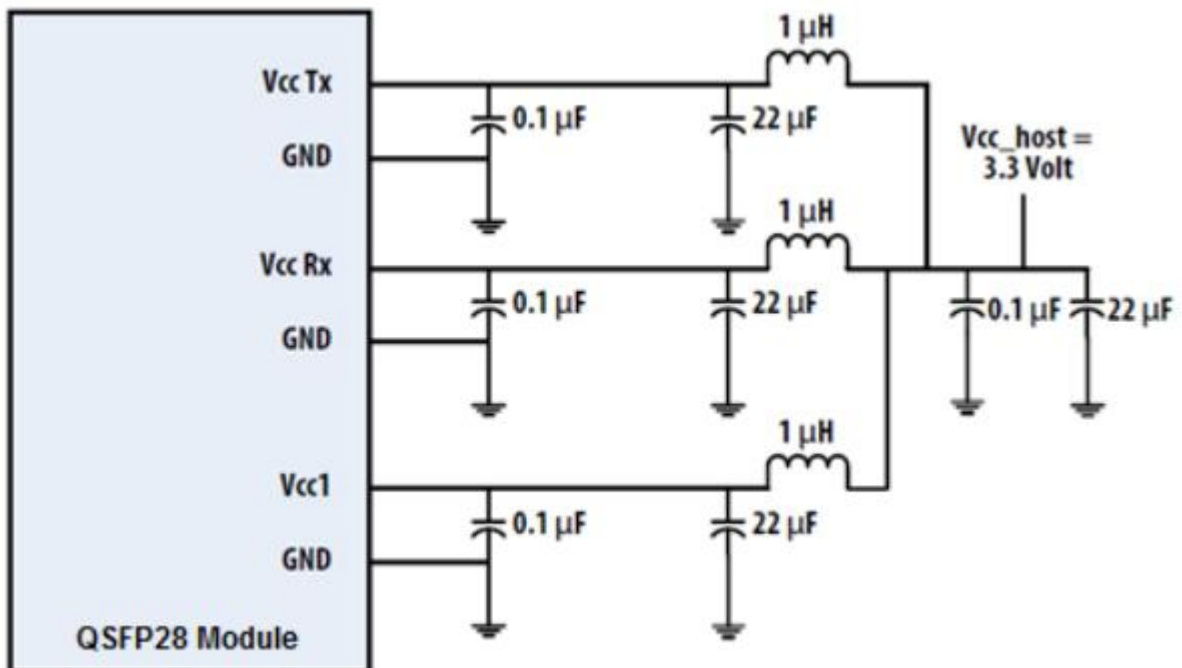 1 µH
Vcc Tx
0.1 µF
22 µF
GND
Vcc_host =
3.3 Volt
1 µH
Vcc Rx
0.1 µF
22 µF
0.1 µF
22 µF
GND
1 µH
Vcc1
0.1 µF
22 µF
GND
QSFP28 Module